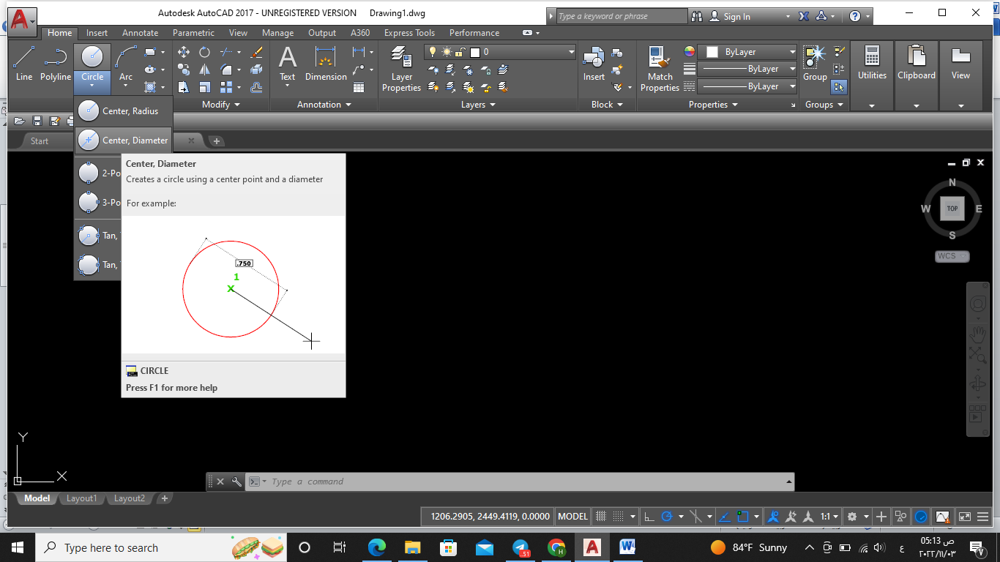 Autodesk AutoCAD 2017 - UNREGISTERED VERSION Drawing1.dwg
Type a keyword or phrase
Sign In
Home Insert Annotate Parametric View Manage Output A360 Express Tools Performance
Line Polyline Circle Arc
Text Dimension
Layer Properties
0
Insert
Match Properties
ByLayer
ByLayer
ByLayer
Group
Utilities
Clipboard
View
Modify Annotation Layers Block Properties Groups
Center, Radius
Start
Center, Diameter
2-Po
3-Po
Tan,
Tan,
Center, Diameter
Creates a circle using a center point and a diameter
For example:
.750
1
X
CIRCLE
Press F1 for more help
N
W TOP E
S
WCS
Y
X
Type a command
Model Layout1 Layout2
1206.2905, 2449.4119, 0.0000 MODEL 1:1
Type here to search
51
84°F Sunny
ع
05:13 ص
٢٠٢٢/١١/٠٣